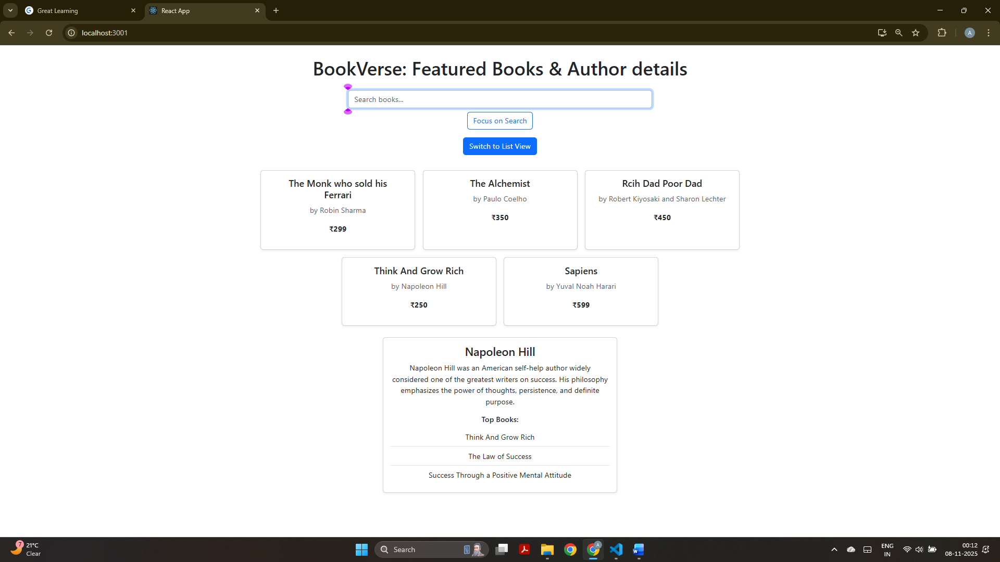 Great Learning
React App
localhost:3001
A
BookVerse: Featured Books & Author details
Search books...
Focus on Search
Switch to List View
The Monk who sold his
Ferrari
by Robin Sharma
₹299
The Alchemist
by Paulo Coelho
₹350
Rcih Dad Poor Dad
by Robert Kiyosaki and Sharon Lechter
₹450
Think And Grow Rich
by Napoleon Hill
₹250
Sapiens
by Yuval Noah Harari
₹599
Napoleon Hill
Napoleon Hill was an American self-help author widely
considered one of the greatest writers on success. His philosophy
emphasizes the power of thoughts, persistence, and definite
purpose.
Top Books:
Think And Grow Rich
The Law of Success
Success Through a Positive Mental Attitude
7
21°C
Clear
Search
A
ENG
IN
00:12
08-11-2025